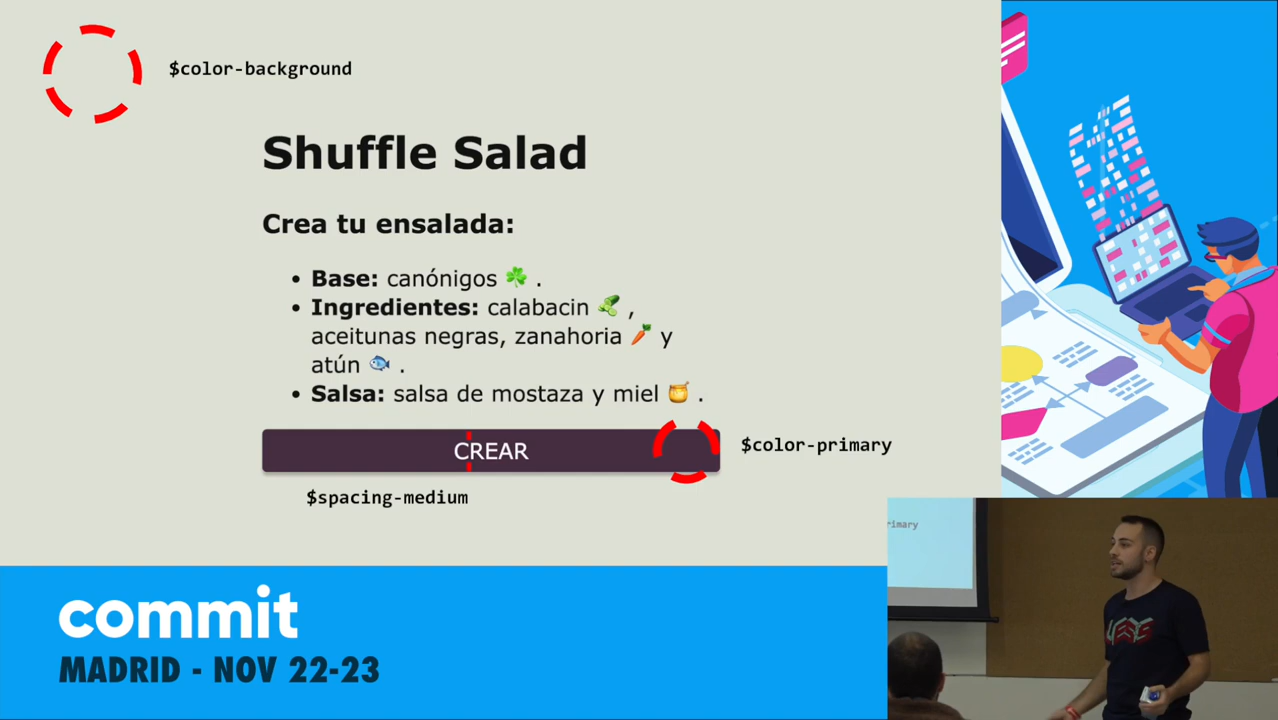 $color-background
Shuffle Salad
Crea tu ensalada:
• Base: canónigos ☘️ .
• Ingredientes: calabacin 🥒 ,
aceitunas negras, zanahoria 🥕 y
atún 🐟 .
• Salsa: salsa de mostaza y miel 🍯 .
CREAR
$color-primary
$spacing-medium
rimary
commit
MADRID - NOV 22-23